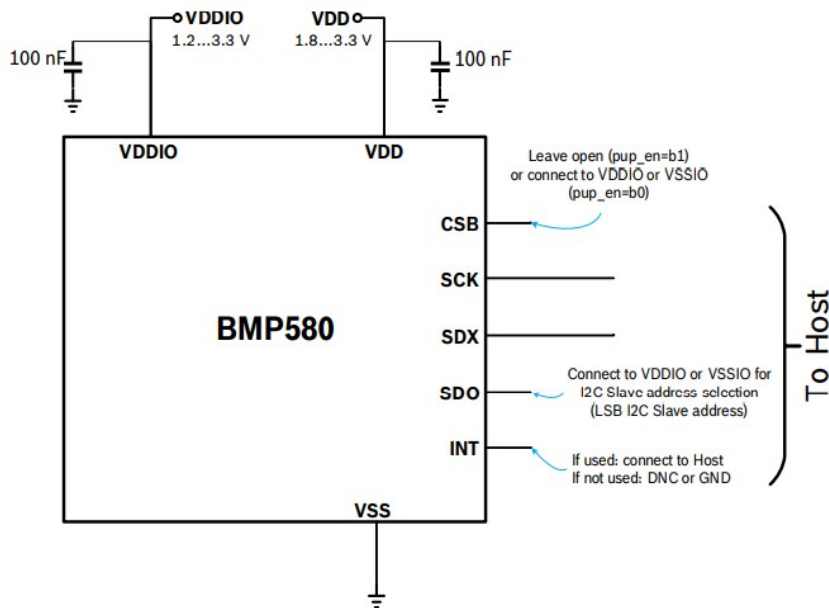 VDDIO
VDD
1.2...3.3 V
1.8...3.3 V
100 nF
100 nF
VDDIO
VDD
Leave open (pup_en=b1)
or connect to VDDIO or VSSIO
(pup_en=b0)
CSB
SCK
BMP580
SDX
To Host
Connect to VDDIO or VSSIO for
I2C Slave address selection
(LSB I2C Slave address)
SDO
INT
If used: connect to Host
If not used: DNC or GND
VSS